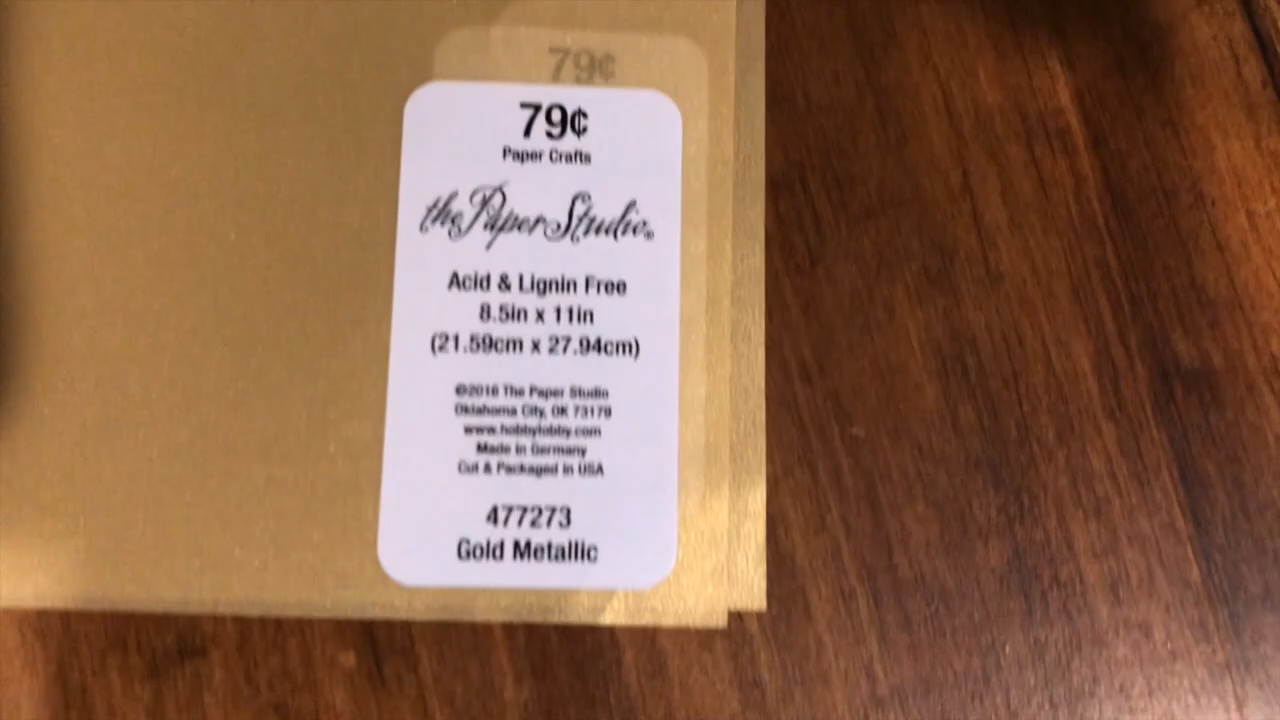 79¢
79¢
Paper Crafts
the Paper Studio®
Acid & Lignin Free
8.5in x 11in
(21.59cm x 27.94cm)
©2016 The Paper Studio
Oklahoma City, OK 73179
www.hobbylobby.com
Made in Germany
Cut & Packaged in USA
477273
Gold Metallic